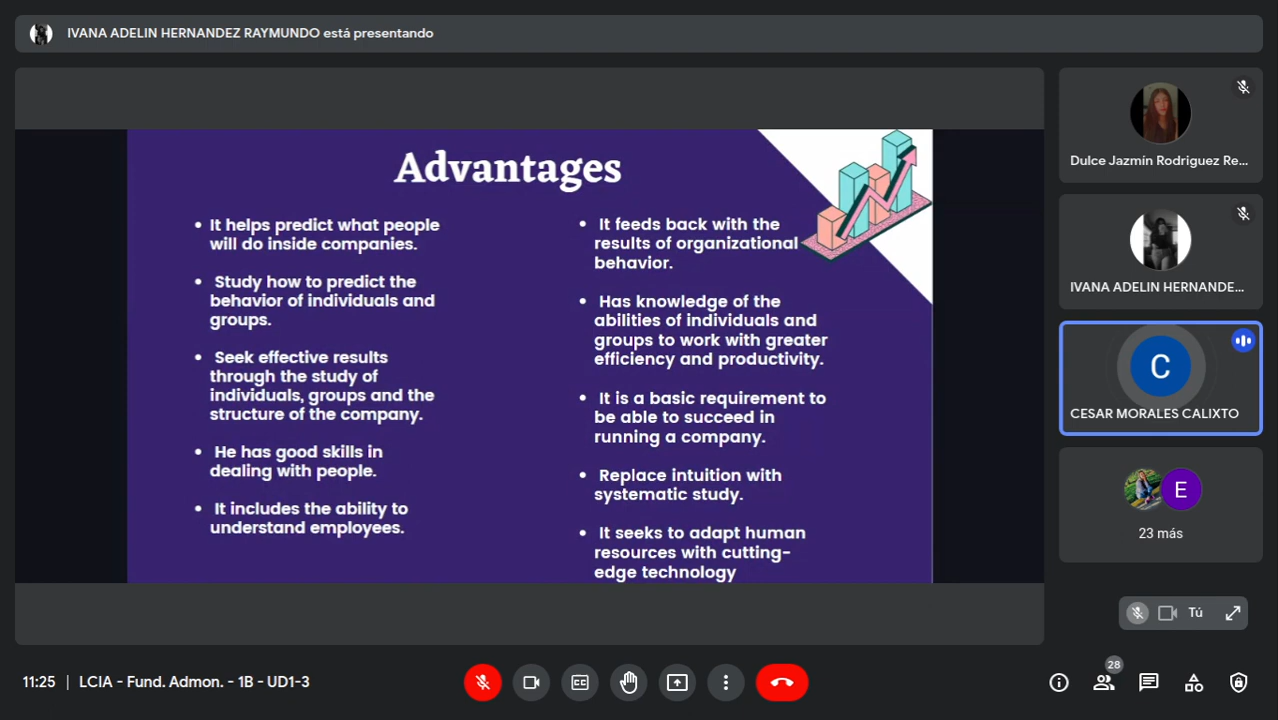 IVANA ADELIN HERNANDEZ RAYMUNDO está presentando
Advantages
• It helps predict what people
will do inside companies.
• Study how to predict the
behavior of individuals and
groups.
• Seek effective results
through the study of
individuals, groups and the
structure of the company.
• He has good skills in
dealing with people.
• It includes the ability to
understand employees.
• It feeds back with the
results of organizational
behavior.
• Has knowledge of the
abilities of individuals and
groups to work with greater
efficiency and productivity.
• It is a basic requirement to
be able to succeed in
running a company.
• Replace intuition with
systematic study.
• It seeks to adapt human
resources with cutting-
edge technology
Dulce Jazmín Rodriguez Re...
IVANA ADELIN HERNANDE...
C
CESAR MORALES CALIXTO
E
23 más
Tú
11:25 | LCIA - Fund. Admon. - 1B - UD1-3
CC
28